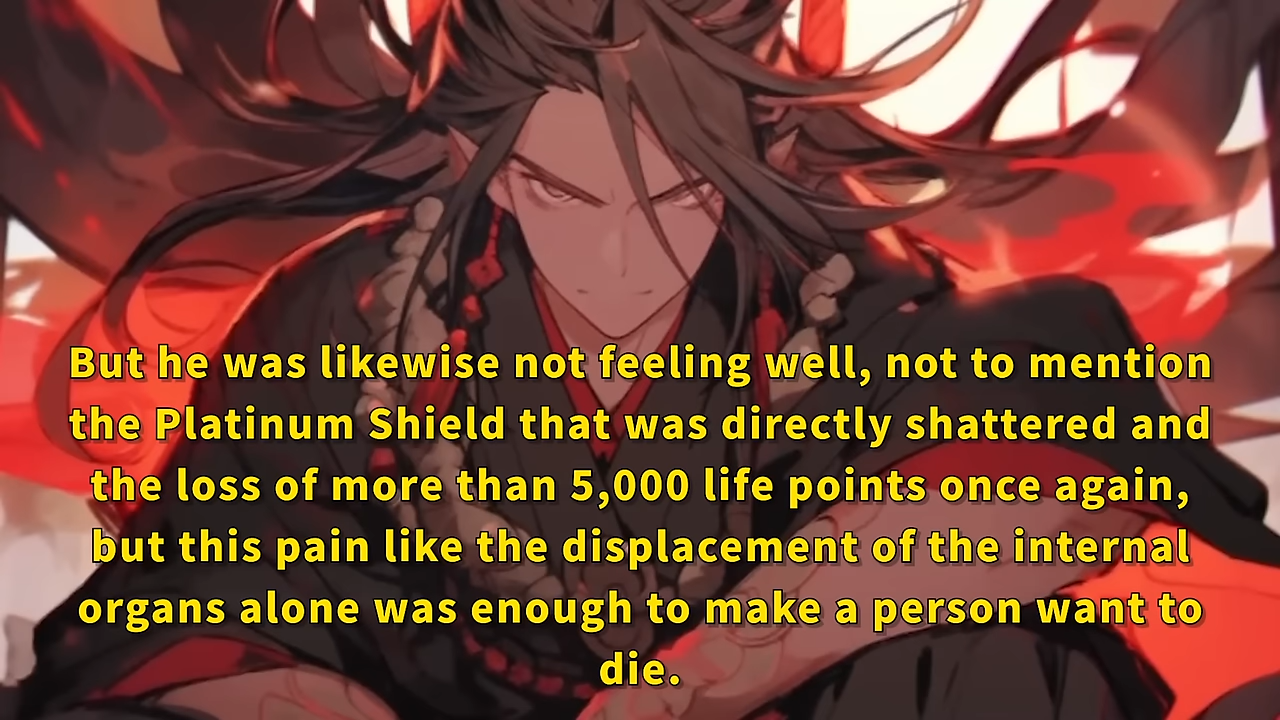 But he was likewise not feeling well, not to mention
the Platinum Shield that was directly shattered and
the loss of more than 5,000 life points once again,
but this pain like the displacement of the internal
organs alone was enough to make a person want to
die.